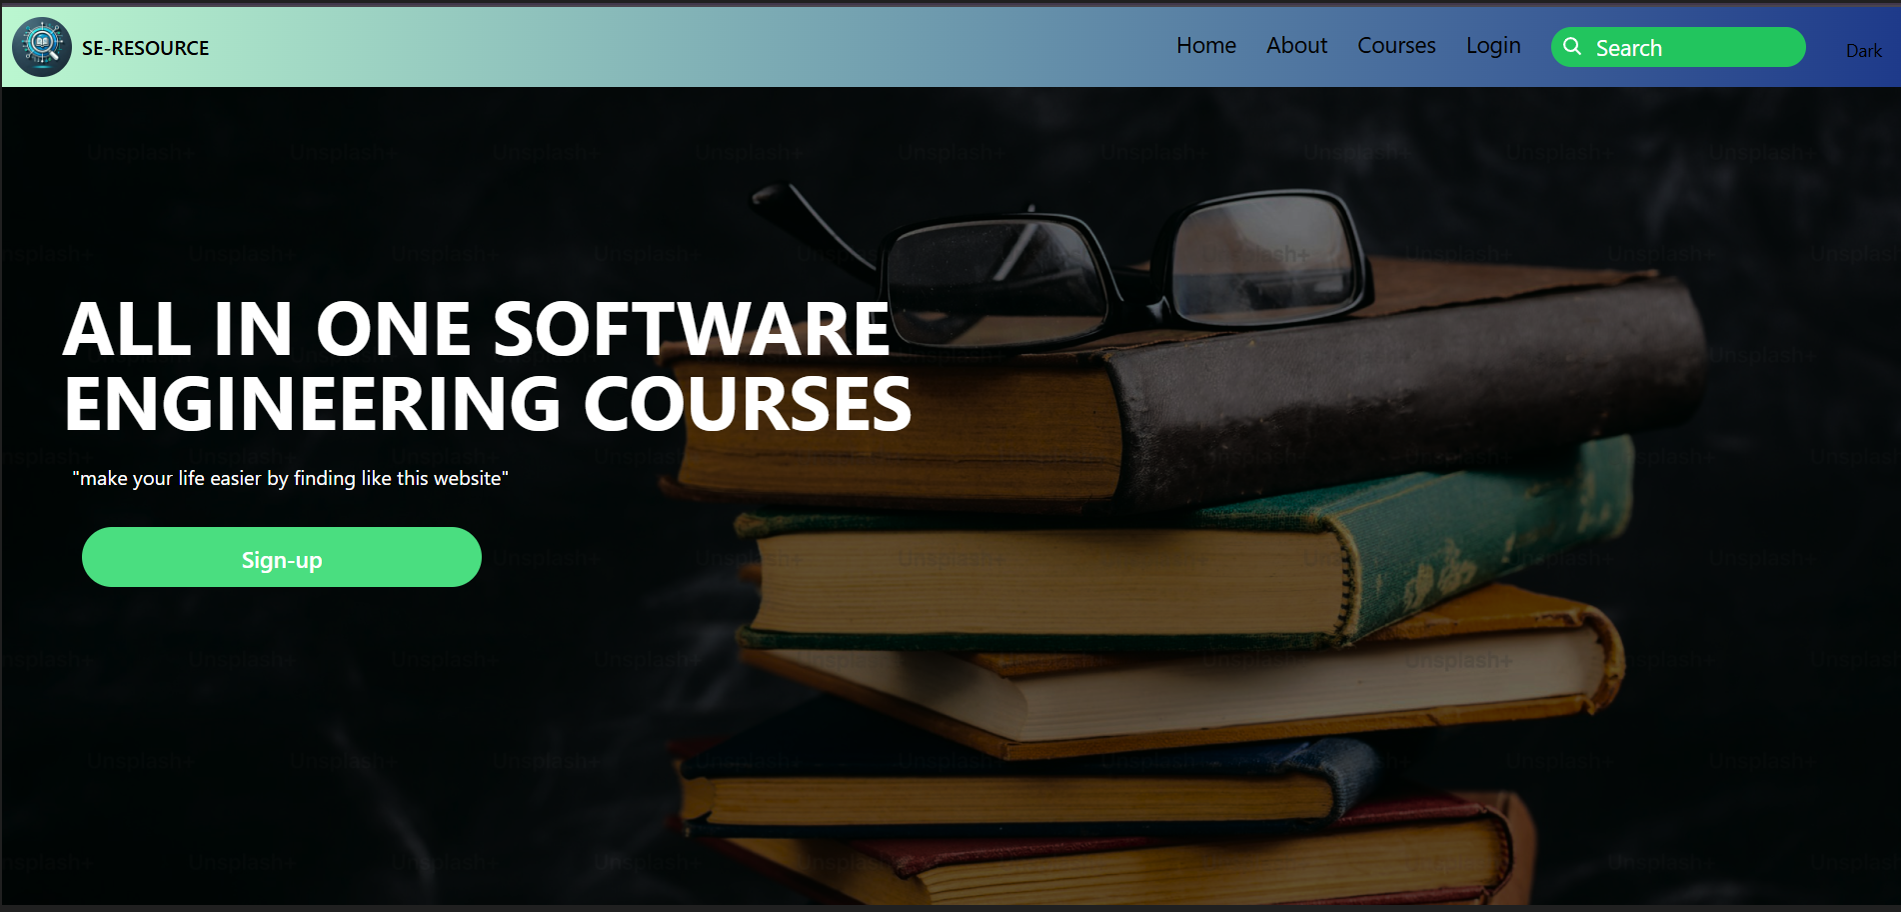 SE-RESOURCE
Home About Courses Login Search Dark
ALL IN ONE SOFTWARE
ENGINEERING COURSES
"make your life easier by finding like this website"
Sign-up
Unsplash+